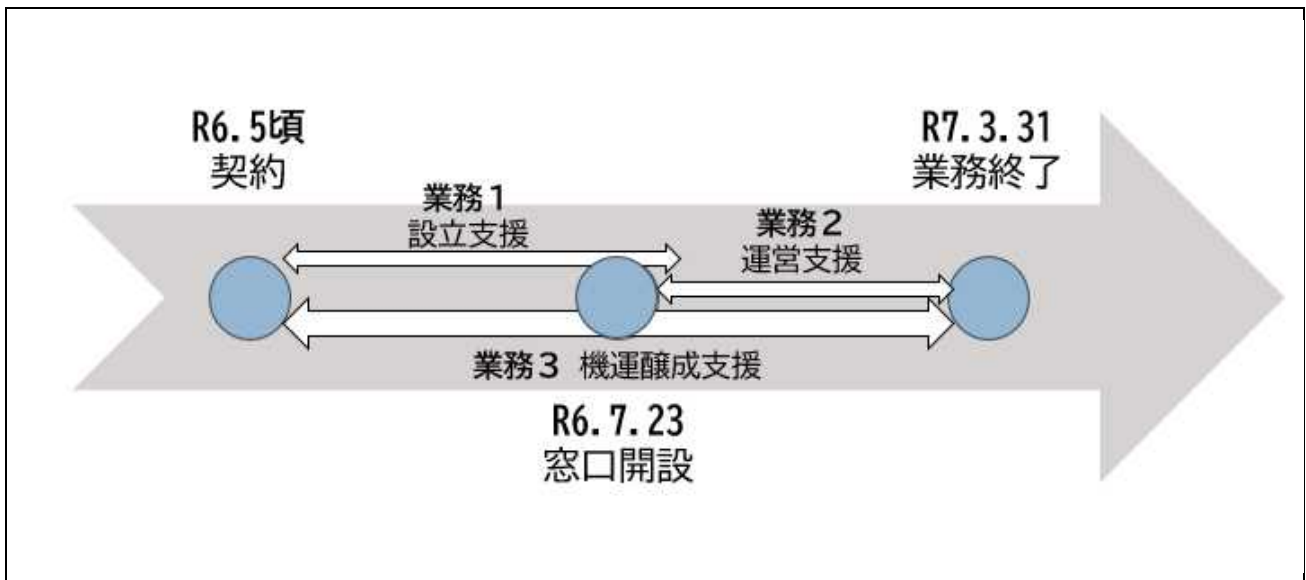 R6.5頃
契約
R7.3.31
業務終了
業務１
設立支援
業務２
運営支援
業務３ 機運醸成支援
R6.7.23
窓口開設